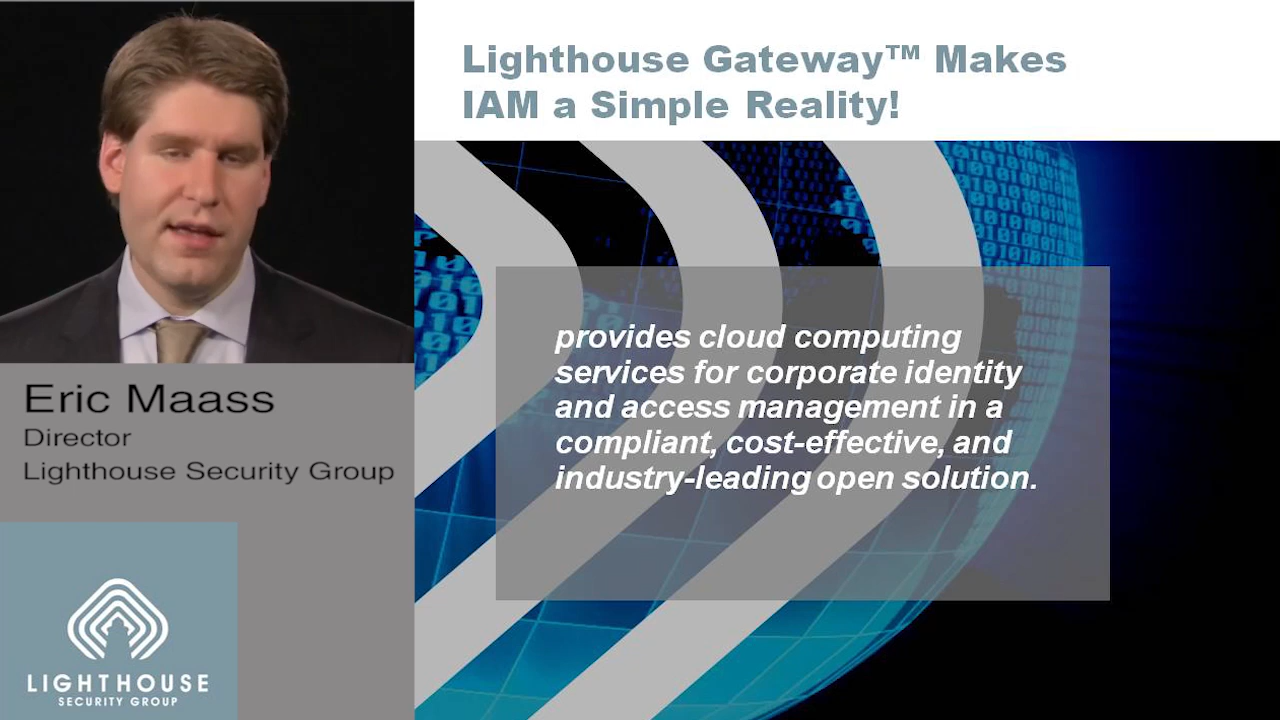 Lighthouse Gateway™ Makes
IAM a Simple Reality!
provides cloud computing
services for corporate identity
and access management in a
compliant, cost-effective, and
industry-leading open solution.
Eric Maass
Director
Lighthouse Security Group
LIGHTHOUSE
SECURITY GROUP